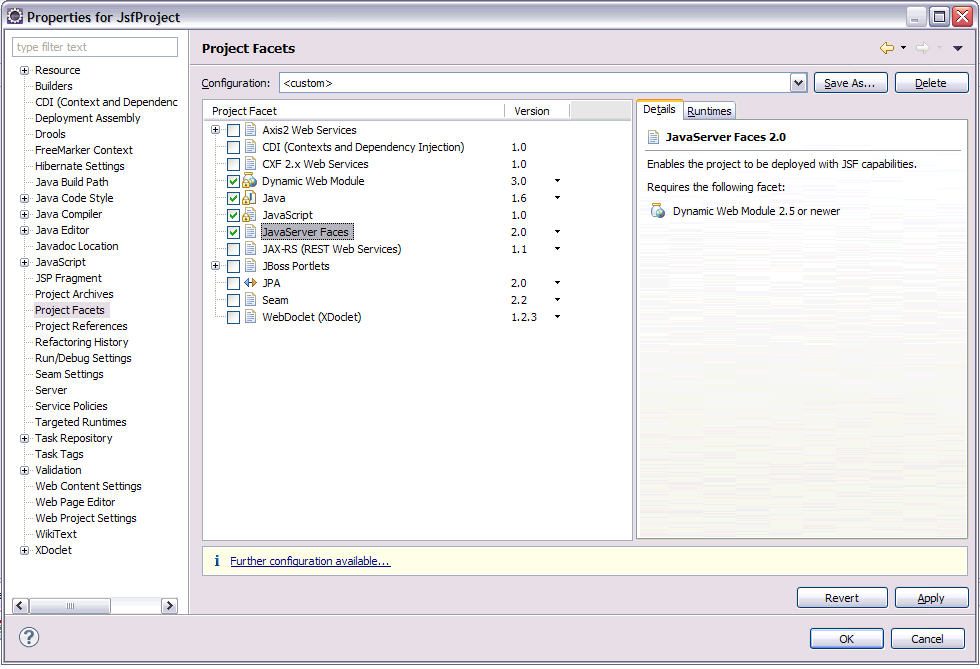 Properties for JsfProject
type filter text
Resource
Builders
CDI (Context and Dependenc
Deployment Assembly
Drools
FreeMarker Context
Hibernate Settings
Java Build Path
Java Code Style
Java Compiler
Java Editor
Javadoc Location
JavaScript
JSP Fragment
Project Archives
Project Facets
Project References
Refactoring History
Run/Debug Settings
Seam Settings
Server
Service Policies
Targeted Runtimes
Task Repository
Task Tags
Validation
Web Content Settings
Web Page Editor
Web Project Settings
WikiText
XDoclet
Project Facets
Configuration: <custom> Save As... Delete
Project Facet Version
Axis2 Web Services
CDI (Contexts and Dependency Injection) 1.0
CXF 2.x Web Services 1.0
Dynamic Web Module 3.0
Java 1.6
JavaScript 1.0
JavaServer Faces 2.0
JAX-RS (REST Web Services) 1.1
JBoss Portlets
JPA 2.0
Seam 2.2
WebDoclet (XDoclet) 1.2.3
Details Runtimes
JavaServer Faces 2.0
Enables the project to be deployed with JSF capabilities.
Requires the following facet:
Dynamic Web Module 2.5 or newer
i Further configuration available...
Revert Apply
? OK Cancel